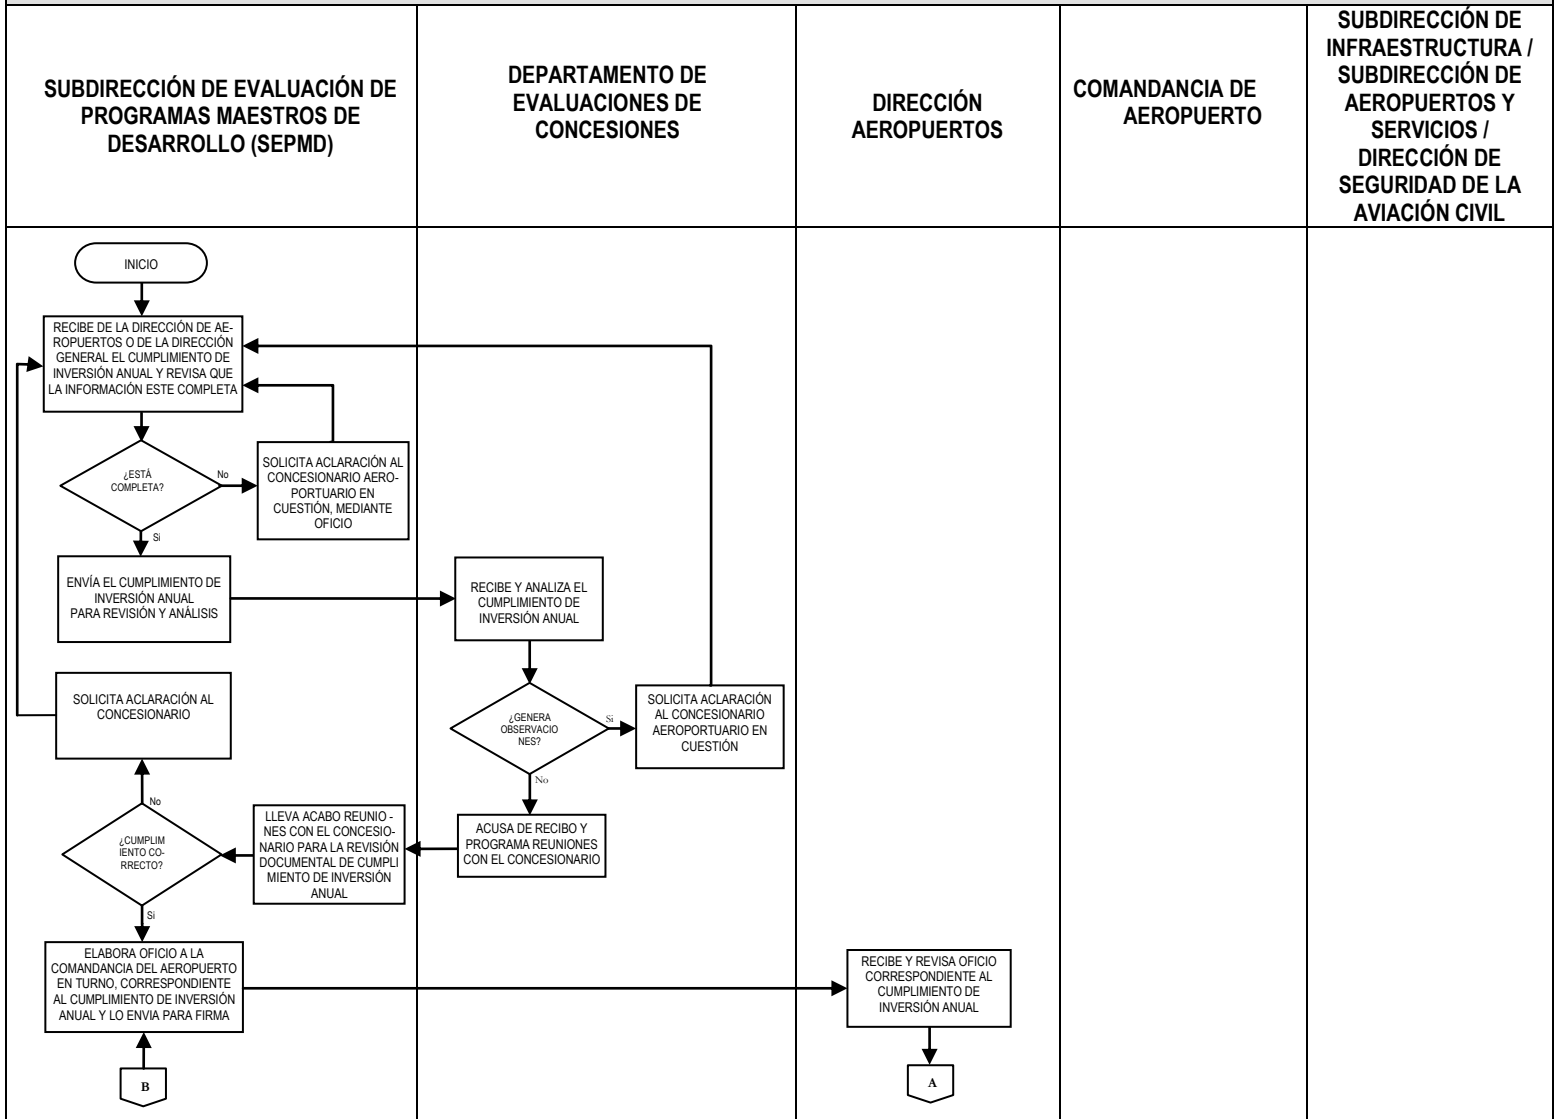 SUBDIRECCIÓN DE EVALUACIÓN DE
PROGRAMAS MAESTROS DE
DESARROLLO (SEPMD)
DEPARTAMENTO DE
EVALUACIONES DE
CONCESIONES
DIRECCIÓN
AEROPUERTOS
COMANDANCIA DE
AEROPUERTO
SUBDIRECCIÓN DE
INFRAESTRUCTURA /
SUBDIRECCIÓN DE
AEROPUERTOS Y
SERVICIOS /
DIRECCIÓN DE
SEGURIDAD DE LA
AVIACIÓN CIVIL
INICIO
RECIBE DE LA DIRECCIÓN DE AE-
ROPUERTOS O DE LA DIRECCIÓN
GENERAL EL CUMPLIMIENTO DE
INVERSIÓN ANUAL Y REVISA QUE
LA INFORMACIÓN ESTE COMPLETA
¿ESTÁ
COMPLETA?
No
SOLICITA ACLARACIÓN AL
CONCESIONARIO AERO-
PORTUARIO EN
CUESTIÓN, MEDIANTE
OFICIO
Si
ENVÍA EL CUMPLIMIENTO DE
INVERSIÓN ANUAL
PARA REVISIÓN Y ANÁLISIS
RECIBE Y ANALIZA EL
CUMPLIMIENTO DE
INVERSIÓN ANUAL
¿GENERA
OBSERVACIO
NES?
Si
SOLICITA ACLARACIÓN
AL CONCESIONARIO
AEROPORTUARIO EN
CUESTIÓN
No
ACUSA DE RECIBO Y
PROGRAMA REUNIONES
CON EL CONCESIONARIO
LLEVA ACABO REUNIO -
NES CON EL CONCESIO-
NARIO PARA LA REVISIÓN
DOCUMENTAL DE CUMPLI
MIENTO DE INVERSIÓN
ANUAL
¿CUMPLIM
IENTO CO-
RRECTO?
No
SOLICITA ACLARACIÓN AL
CONCESIONARIO
Si
ELABORA OFICIO A LA
COMANDANCIA DEL AEROPUERTO
EN TURNO, CORRESPONDIENTE
AL CUMPLIMIENTO DE INVERSIÓN
ANUAL Y LO ENVIA PARA FIRMA
B
RECIBE Y REVISA OFICIO
CORRESPONDIENTE AL
CUMPLIMIENTO DE
INVERSIÓN ANUAL
A